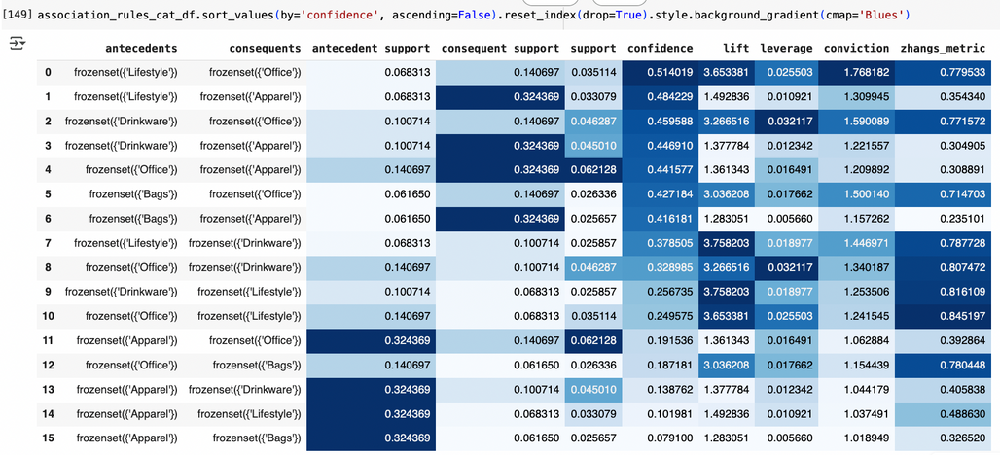 [149] association_rules_cat_df.sort_values(by='confidence', ascending=False).reset_index(drop=True).style.background_gradient(cmap='Blues')
antecedents consequents antecedent support consequent support support confidence lift leverage conviction zhangs_metric
0 frozenset({'Lifestyle'}) frozenset({'Office'}) 0.068313 0.140697 0.035114 0.514019 3.653381 0.025503 1.768182 0.779533
1 frozenset({'Lifestyle'}) frozenset({'Apparel'}) 0.068313 0.324369 0.033079 0.484229 1.492836 0.010921 1.309945 0.354340
2 frozenset({'Drinkware'}) frozenset({'Office'}) 0.100714 0.140697 0.046287 0.459588 3.266516 0.032117 1.590089 0.771572
3 frozenset({'Drinkware'}) frozenset({'Apparel'}) 0.100714 0.324369 0.045010 0.446910 1.377784 0.012342 1.221557 0.304905
4 frozenset({'Office'}) frozenset({'Apparel'}) 0.140697 0.324369 0.062128 0.441577 1.361343 0.016491 1.209892 0.308891
5 frozenset({'Bags'}) frozenset({'Office'}) 0.061650 0.140697 0.026336 0.427184 3.036208 0.017662 1.500140 0.714703
6 frozenset({'Bags'}) frozenset({'Apparel'}) 0.061650 0.324369 0.025657 0.416181 1.283051 0.005660 1.157262 0.235101
7 frozenset({'Lifestyle'}) frozenset({'Drinkware'}) 0.068313 0.100714 0.025857 0.378505 3.758203 0.018977 1.446971 0.787728
8 frozenset({'Office'}) frozenset({'Drinkware'}) 0.140697 0.100714 0.046287 0.328985 3.266516 0.032117 1.340187 0.807472
9 frozenset({'Drinkware'}) frozenset({'Lifestyle'}) 0.100714 0.068313 0.025857 0.256735 3.758203 0.018977 1.253506 0.816109
10 frozenset({'Office'}) frozenset({'Lifestyle'}) 0.140697 0.068313 0.035114 0.249575 3.653381 0.025503 1.241545 0.845197
11 frozenset({'Apparel'}) frozenset({'Office'}) 0.324369 0.140697 0.062128 0.191536 1.361343 0.016491 1.062884 0.392864
12 frozenset({'Office'}) frozenset({'Bags'}) 0.140697 0.061650 0.026336 0.187181 3.036208 0.017662 1.154439 0.780448
13 frozenset({'Apparel'}) frozenset({'Drinkware'}) 0.324369 0.100714 0.045010 0.138762 1.377784 0.012342 1.044179 0.405838
14 frozenset({'Apparel'}) frozenset({'Lifestyle'}) 0.324369 0.068313 0.033079 0.101981 1.492836 0.010921 1.037491 0.488630
15 frozenset({'Apparel'}) frozenset({'Bags'}) 0.324369 0.061650 0.025657 0.079100 1.283051 0.005660 1.018949 0.326520